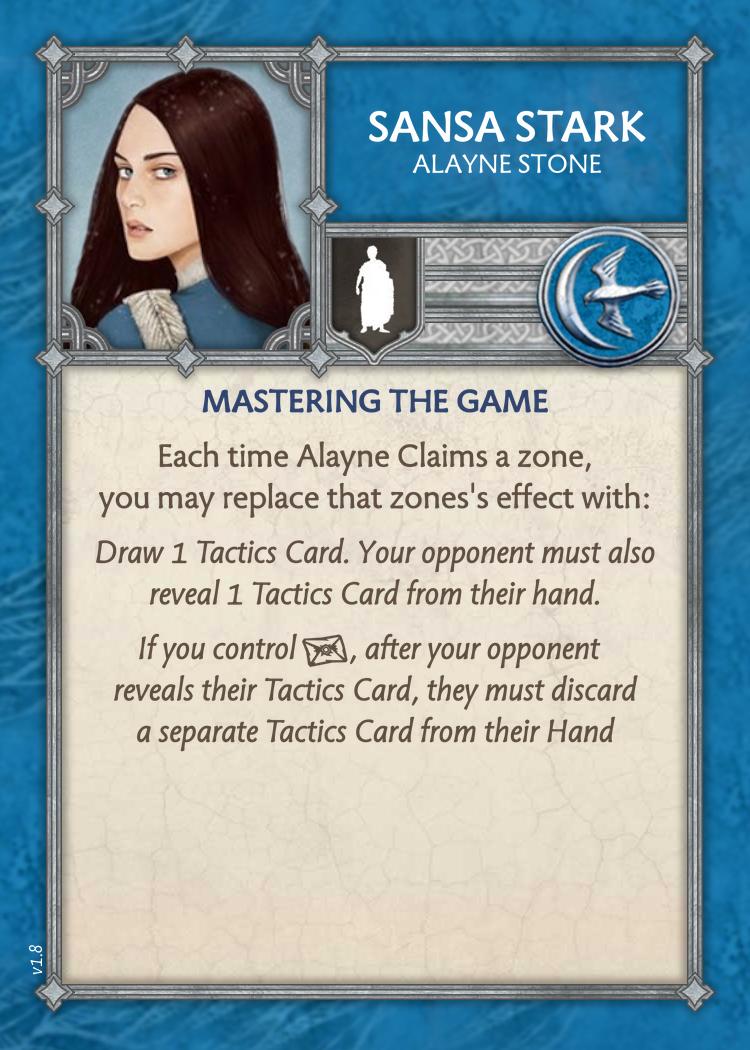 SANSA STARK
ALAYNE STONE
MASTERING THE GAME
Each time Alayne Claims a zone,
you may replace that zones's effect with:
Draw 1 Tactics Card. Your opponent must also
reveal 1 Tactics Card from their hand.
If you control , after your opponent
reveals their Tactics Card, they must discard
a separate Tactics Card from their Hand
v1.8